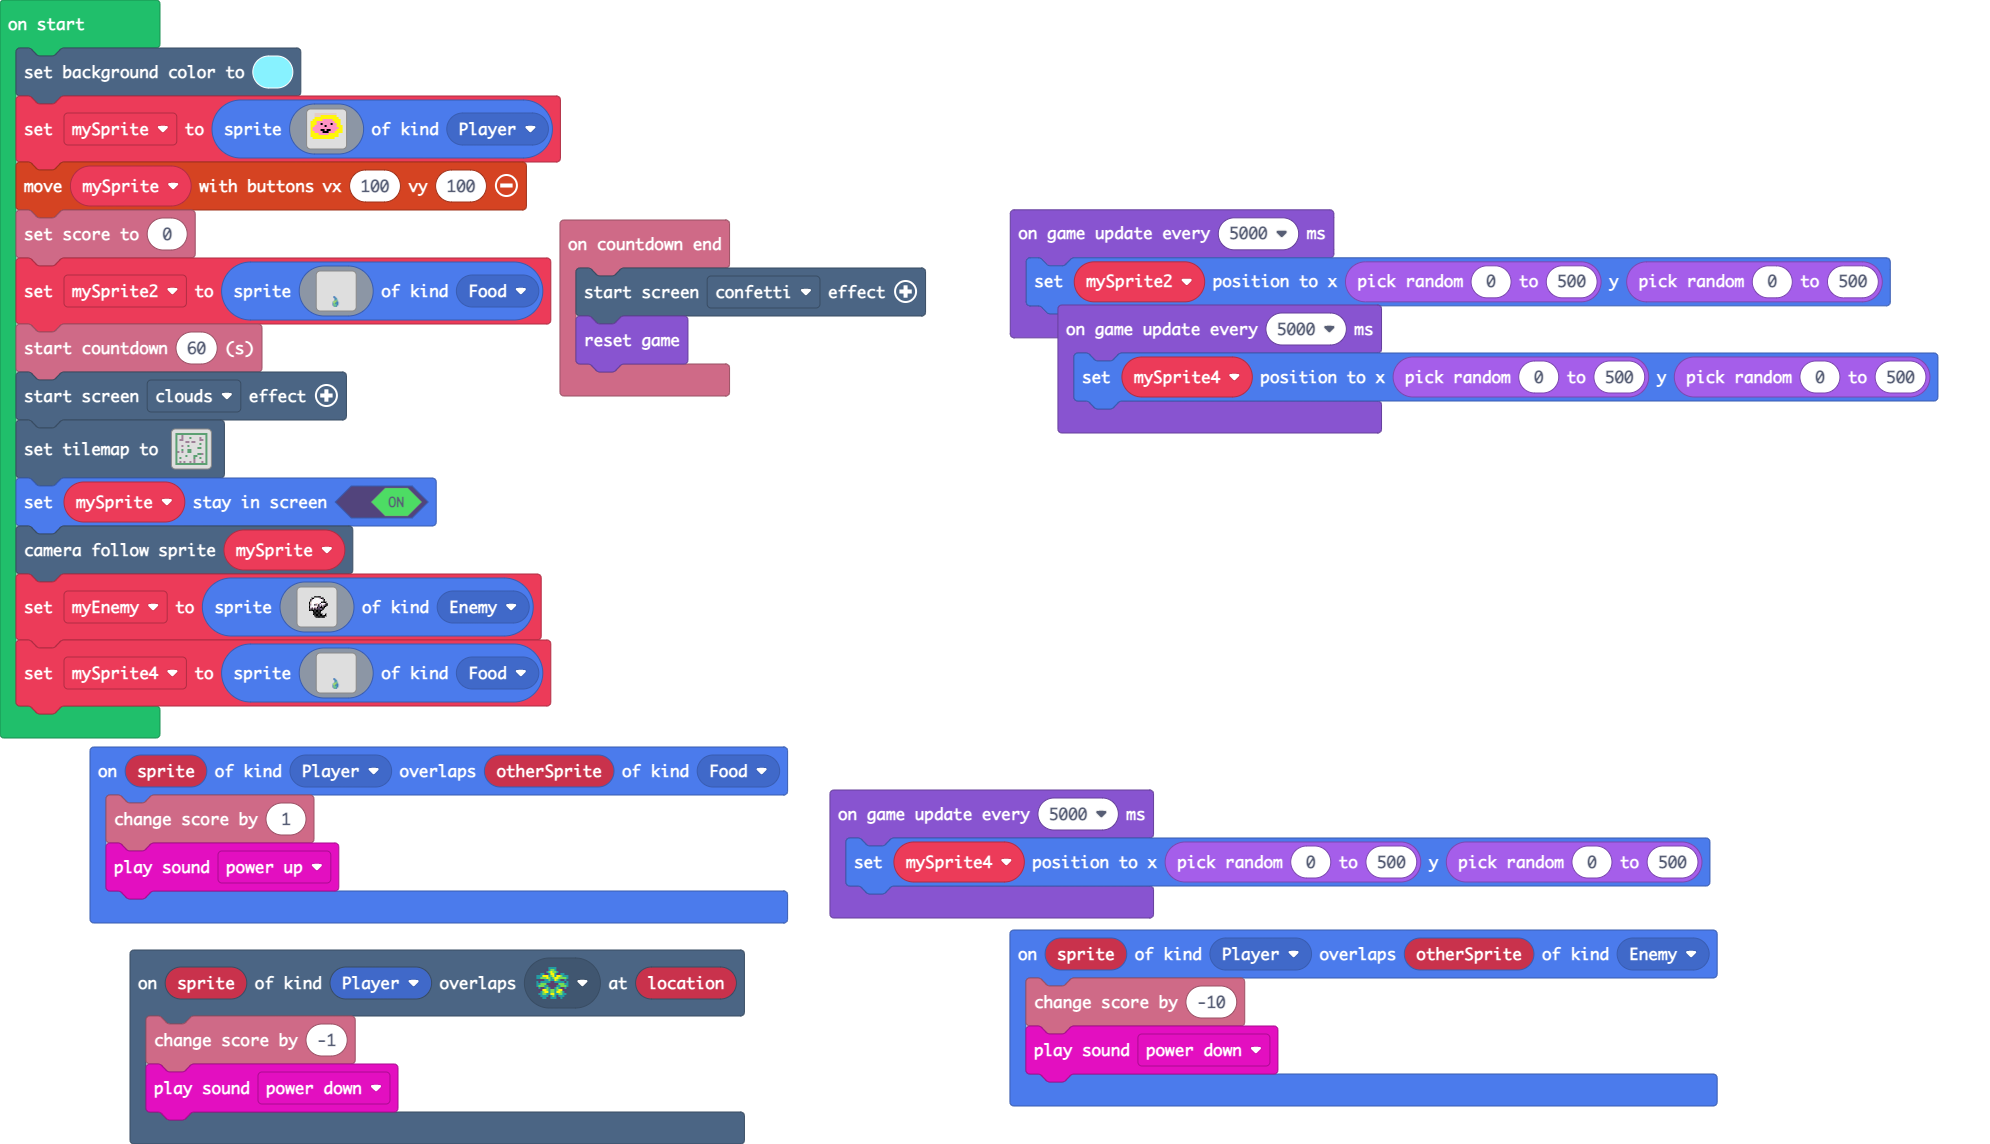 on start
set background color to
set mySprite to sprite of kind Player
move mySprite with buttons vx 100 vy 100
set score to 0
set mySprite2 to sprite of kind Food
start countdown 60 (s)
start screen clouds effect
set tilemap to
set mySprite stay in screen ON
camera follow sprite mySprite
set myEnemy to sprite of kind Enemy
set mySprite4 to sprite of kind Food
on countdown end
start screen confetti effect
reset game
on game update every 5000 ms
set mySprite2 position to x pick random 0 to 500 y pick random 0 to 500
on game update every 5000 ms
set mySprite4 position to x pick random 0 to 500 y pick random 0 to 500
on sprite of kind Player overlaps otherSprite of kind Food
change score by 1
play sound power up
on game update every 5000 ms
set mySprite4 position to x pick random 0 to 500 y pick random 0 to 500
on sprite of kind Player overlaps at location
change score by -1
play sound power down
on sprite of kind Player overlaps otherSprite of kind Enemy
change score by -10
play sound power down